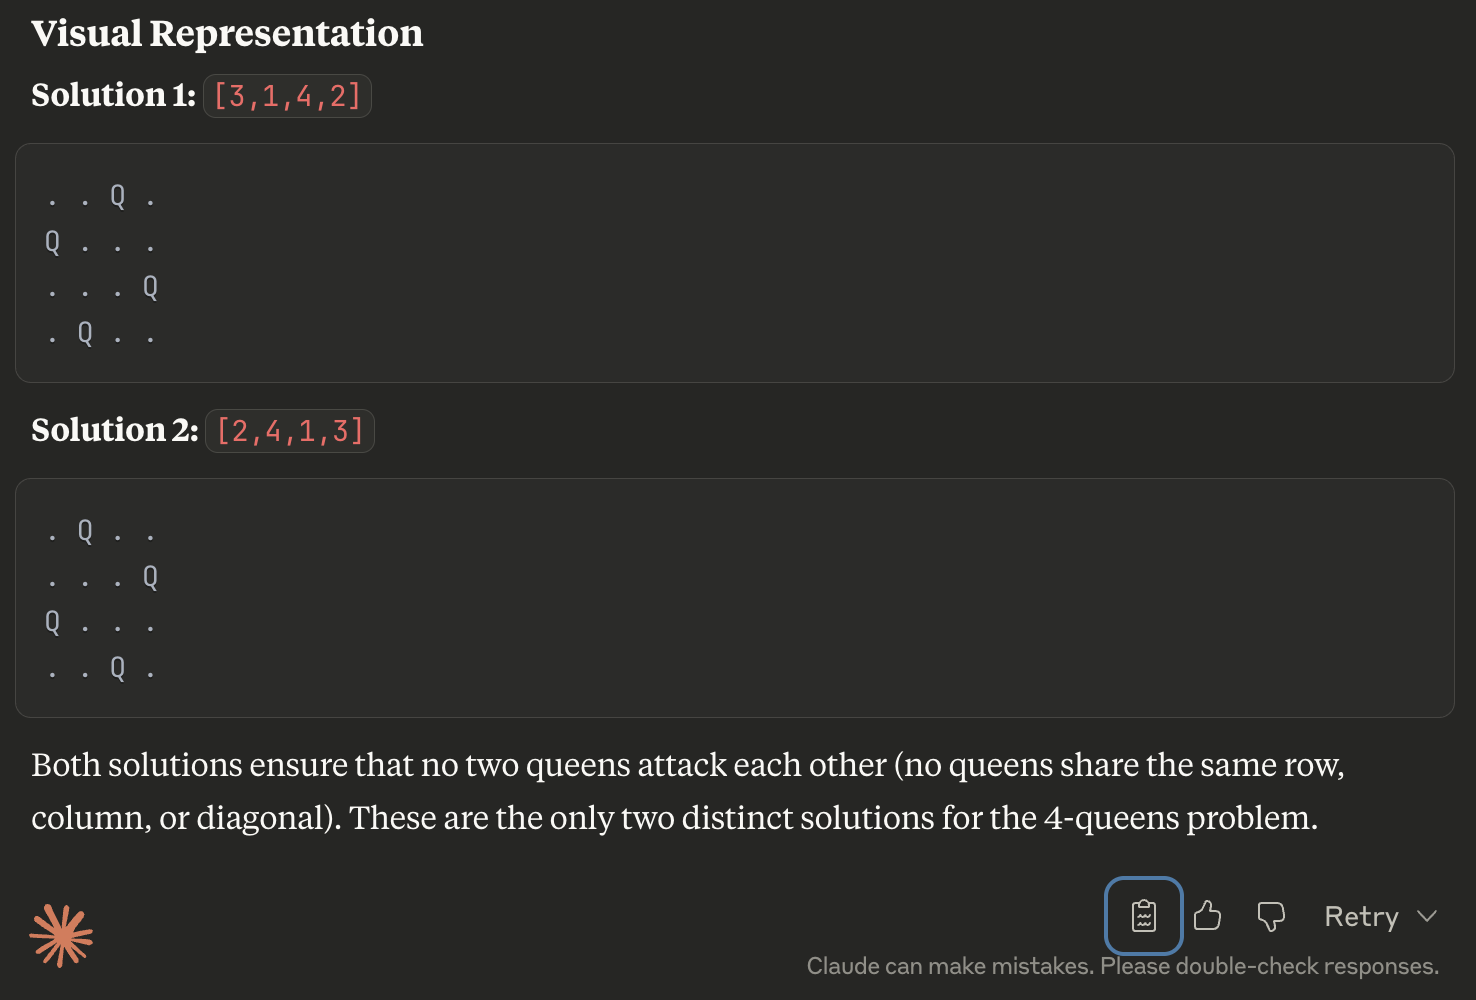 Visual Representation
Solution 1: [3,1,4,2]
. . Q .
Q . . .
. . . Q
. Q . .
Solution 2: [2,4,1,3]
. Q . .
. . . Q
Q . . .
. . Q .
Both solutions ensure that no two queens attack each other (no queens share the same row,
column, or diagonal). These are the only two distinct solutions for the 4-queens problem.
Retry
Claude can make mistakes. Please double-check responses.